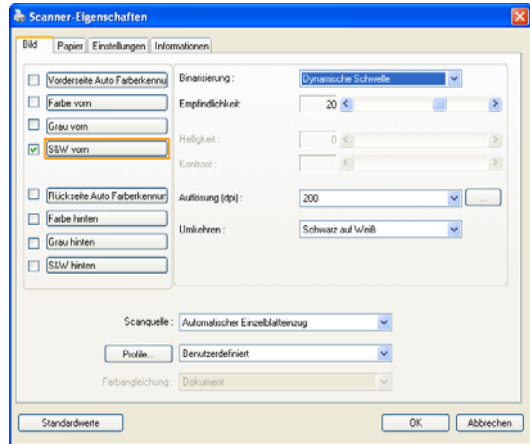 Scanner-Eigenschaften
Bild Papier Einstellungen Informationen
Vorderseite Auto Farberkennu
Farbe vorn
Grau vorn
S&W vorn
Rückseite Auto Farberkennur
Farbe hinten
Grau hinten
S&W hinten
Binarisierung : Dynamische Schwelle
Empfindlichkeit: 20
Helligkeit : 0
Kontrast :
Auflösung (dpi) : 200 ...
Umkehren : Schwarz auf Weiß
Scanquelle : Automatischer Einzelblatteinzug
Profile... Benutzerdefiniert
Farbangleichung : Dokument
Standardwerte OK Abbrechen